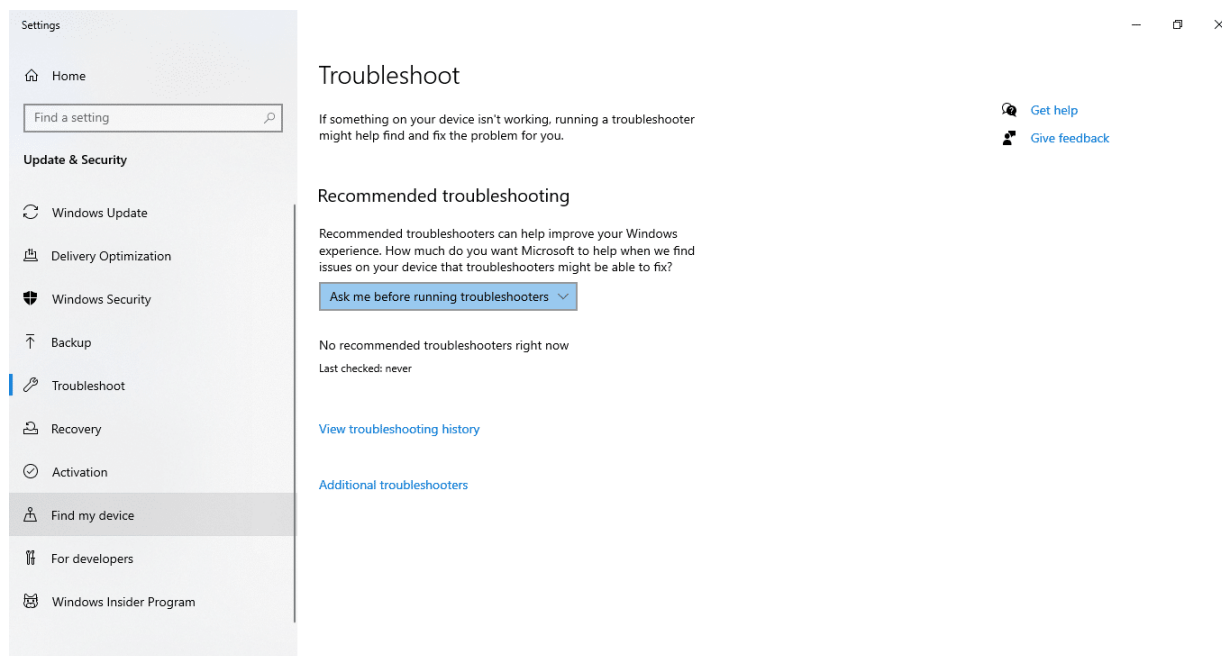 Settings
Home
Find a setting
Update & Security
Windows Update
Delivery Optimization
Windows Security
Backup
Troubleshoot
Recovery
Activation
Find my device
For developers
Windows Insider Program
Troubleshoot
If something on your device isn't working, running a troubleshooter
might help find and fix the problem for you.
Recommended troubleshooting
Recommended troubleshooters can help improve your Windows
experience. How much do you want Microsoft to help when we find
issues on your device that troubleshooters might be able to fix?
Ask me before running troubleshooters
No recommended troubleshooters right now
Last checked: never
View troubleshooting history
Additional troubleshooters
Get help
Give feedback